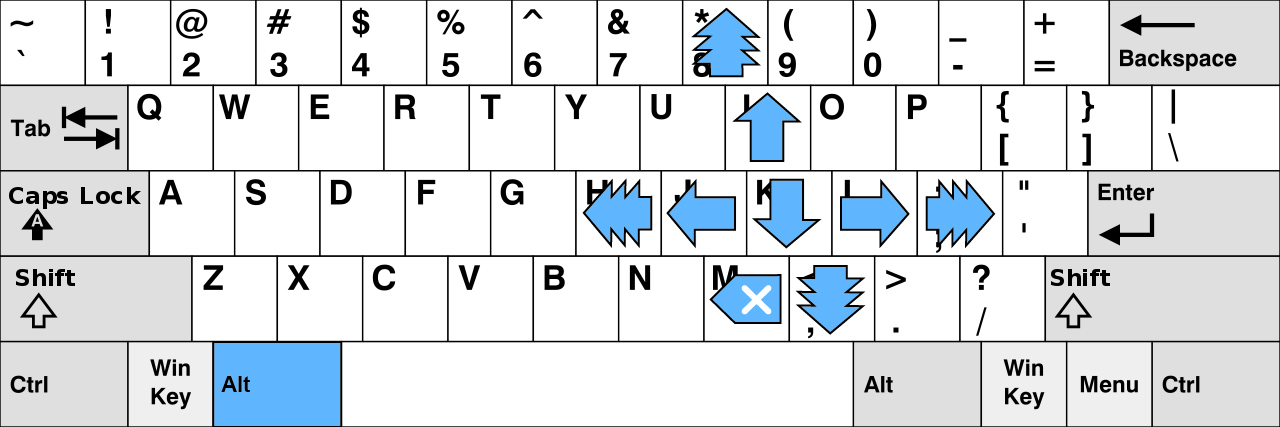 ~ ! @ # $ % ^ & * ( ) _ +
` 1 2 3 4 5 6 7 8 9 0 - = Backspace
Tab Q W E R T Y U I O P { } |
[ ] \
Caps Lock A S D F G H J K L " Enter
A ; '
Shift Z X C V B N M > ? Shift
, . /
Ctrl Win Key Alt Alt Win Key Menu Ctrl